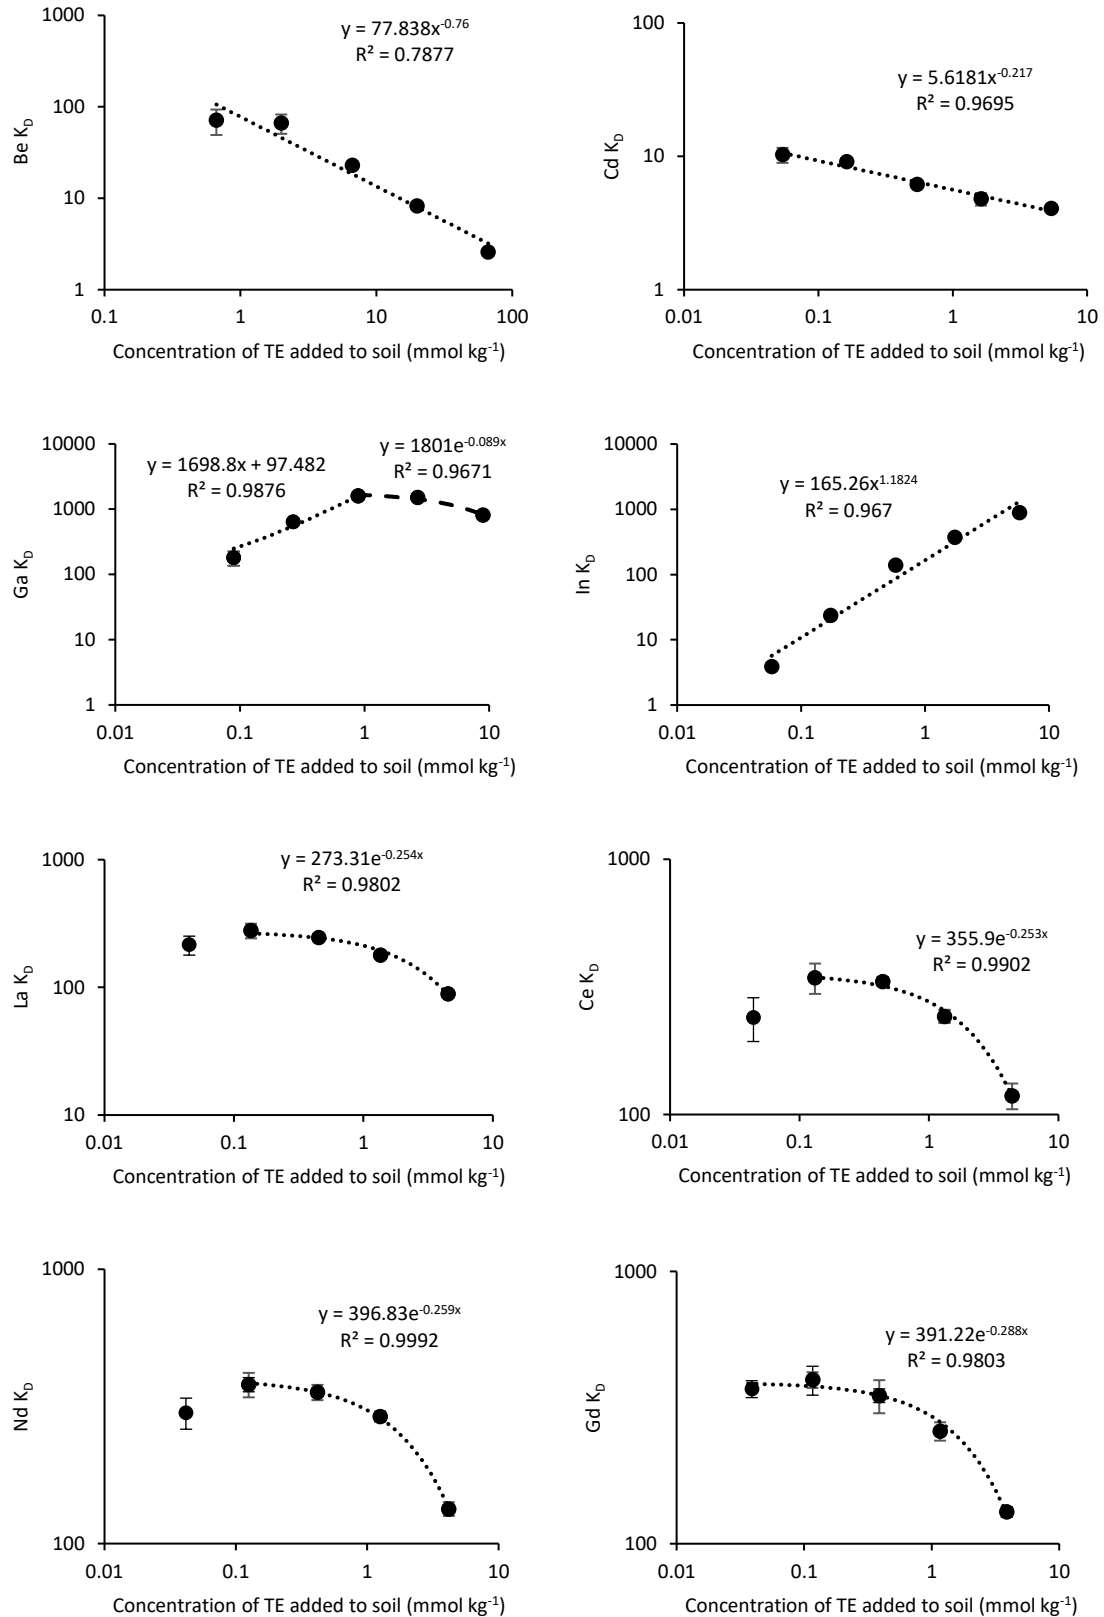 1000
100
10
1
Be K_D
y = 77.838x^-0.76
R² = 0.7877
0.1 1 10 100
Concentration of TE added to soil (mmol kg⁻¹)
100
10
1
Cd K_D
y = 5.6181x^-0.217
R² = 0.9695
0.01 0.1 1 10
Concentration of TE added to soil (mmol kg⁻¹)
10000
1000
100
10
1
Ga K_D
y = 1698.8x + 97.482
R² = 0.9876
y = 1801e^-0.089x
R² = 0.9671
0.01 0.1 1 10
Concentration of TE added to soil (mmol kg⁻¹)
10000
1000
100
10
1
In K_D
y = 165.26x^1.1824
R² = 0.967
0.01 0.1 1 10
Concentration of TE added to soil (mmol kg⁻¹)
1000
100
10
La K_D
y = 273.31e^-0.254x
R² = 0.9802
0.01 0.1 1 10
Concentration of TE added to soil (mmol kg⁻¹)
1000
100
Ce K_D
y = 355.9e^-0.253x
R² = 0.9902
0.01 0.1 1 10
Concentration of TE added to soil (mmol kg⁻¹)
1000
100
Nd K_D
y = 396.83e^-0.259x
R² = 0.9992
0.01 0.1 1 10
Concentration of TE added to soil (mmol kg⁻¹)
1000
100
Gd K_D
y = 391.22e^-0.288x
R² = 0.9803
0.01 0.1 1 10
Concentration of TE added to soil (mmol kg⁻¹)